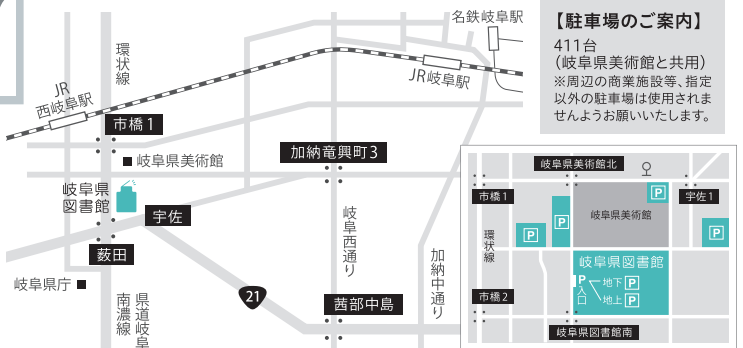 名鉄岐阜駅
環状線
JR岐阜駅
JR
西岐阜駅
市橋1
岐阜県美術館
加納竜興町3
岐阜県
図書館
宇佐
薮田
岐阜西通り
加納中通り
岐阜県庁
21
茜部中島
県道岐阜
南濃線
【駐車場のご案内】
411台
(岐阜県美術館と共用)
※周辺の商業施設等、指定
以外の駐車場は使用されま
せんようお願いいたします。
岐阜県美術館北
市橋1
P
宇佐1
岐阜県美術館
P
P
P
環状線
岐阜県図書館
P
入口
地下P
地上P
市橋2
岐阜県図書館南